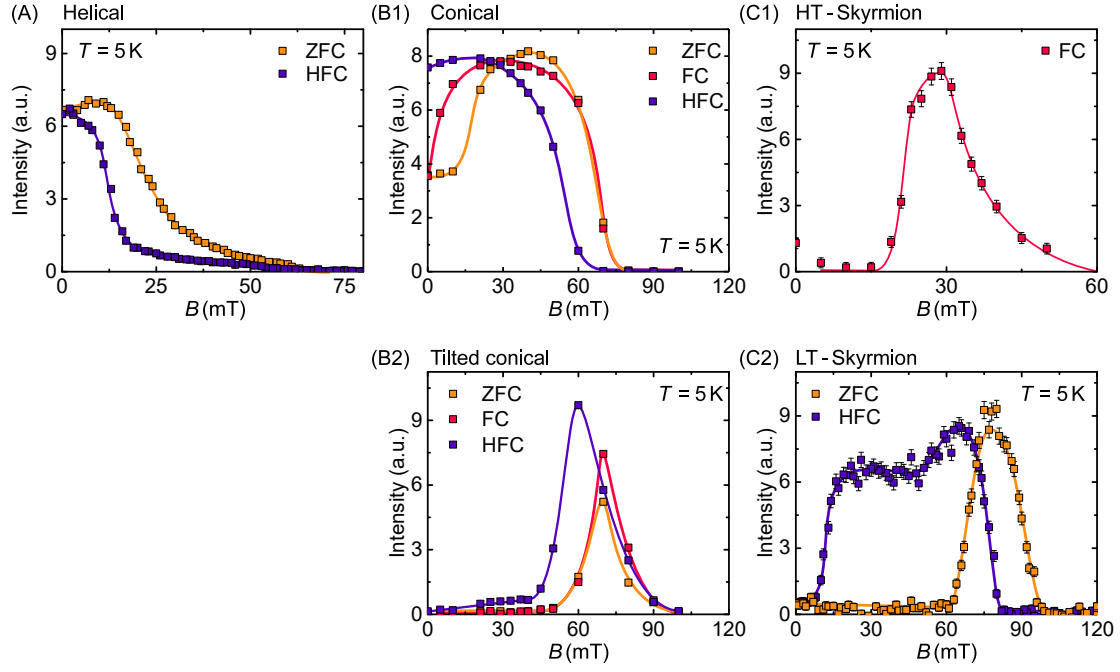 (A) Helical
T = 5 K
ZFC
HFC
9
6
3
0
Intensity (a.u.)
0 25 50 75
B (mT)
(B1) Conical
ZFC
FC
HFC
T = 5 K
8
6
4
2
0
Intensity (a.u.)
0 30 60 90 120
B (mT)
(C1) HT - Skyrmion
T = 5 K
FC
9
6
3
0
Intensity (a.u.)
0 15 30 45 60
B (mT)
(B2) Tilted conical
ZFC
FC
HFC
T = 5 K
9
6
3
0
Intensity (a.u.)
0 30 60 90 120
B (mT)
(C2) LT - Skyrmion
ZFC
HFC
T = 5 K
9
6
3
0
Intensity (a.u.)
0 30 60 90 120
B (mT)